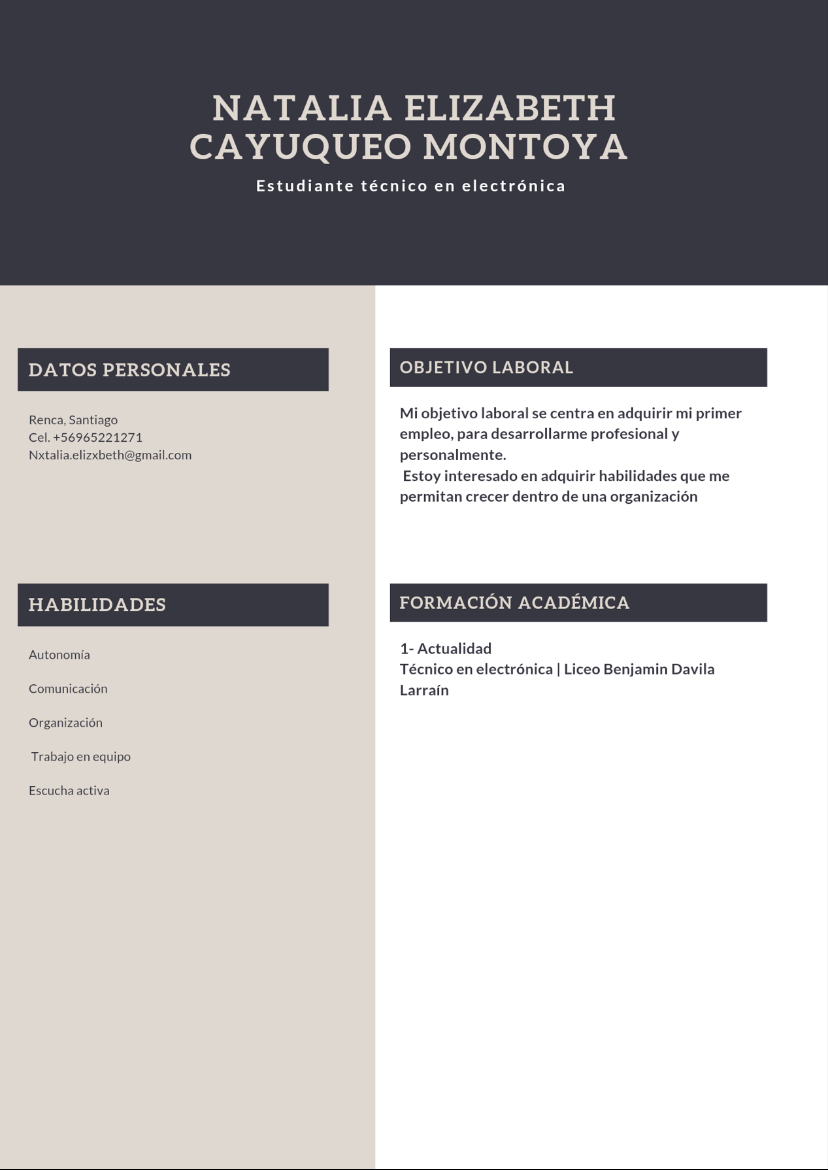 NATALIA ELIZABETH
CAYUQUEO MONTOYA
Estudiante técnico en electrónica
DATOS PERSONALES
Renca, Santiago
Cel. +56965221271
Nxtalia.elizxbeth@gmail.com
HABILIDADES
Autonomía
Comunicación
Organización
Trabajo en equipo
Escucha activa
OBJETIVO LABORAL
Mi objetivo laboral se centra en adquirir mi primer
empleo, para desarrollarme profesional y
personalmente.
Estoy interesado en adquirir habilidades que me
permitan crecer dentro de una organización
FORMACIÓN ACADÉMICA
1- Actualidad
Técnico en electrónica | Liceo Benjamin Davila
Larraín